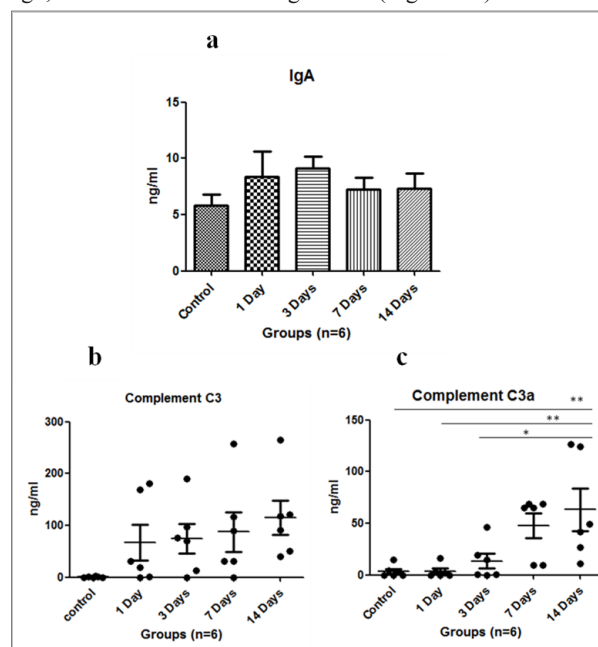 a
IgA
15
10
5
0
ng/ml
Control
1 Day
3 Days
7 Days
14 Days
Groups (n=6)
b
Complement C3
300
200
100
0
ng/ml
control
1 Day
3 Days
7 Days
14 Days
Groups (n=6)
c
Complement C3a
**
**
*
150
100
50
0
ng/ml
Control
1 Day
3 Days
7 Days
14 Days
Groups (n=6)